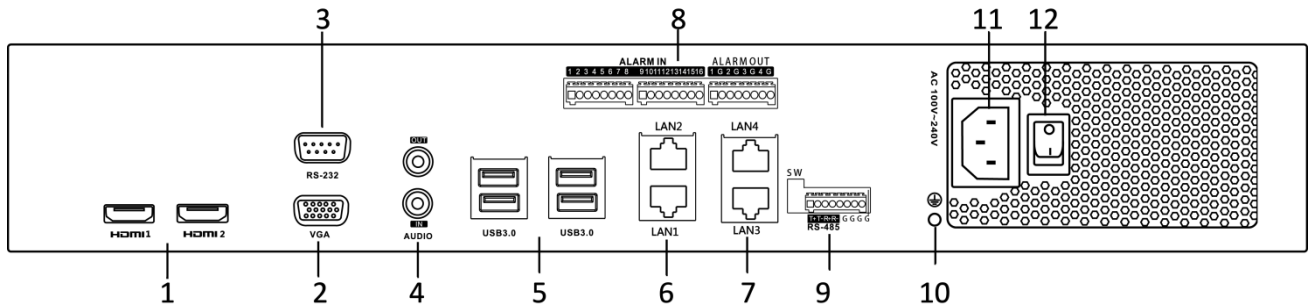 3
8
11
12
ALARM IN
ALARM OUT
1 2 3 4 5 6 7 8
9 10 11 12 13 14 15 16
1 G 2 G 3 G 4 G
AC 100V~240V
LAN2
LAN4
OUT
RS-232
SW
HDMI 1
HDMI 2
VGA
IN
AUDIO
USB3.0
USB3.0
LAN1
LAN3
T+ T- R+ R- G G G G
RS-485
1
2
4
5
6
7
9
10